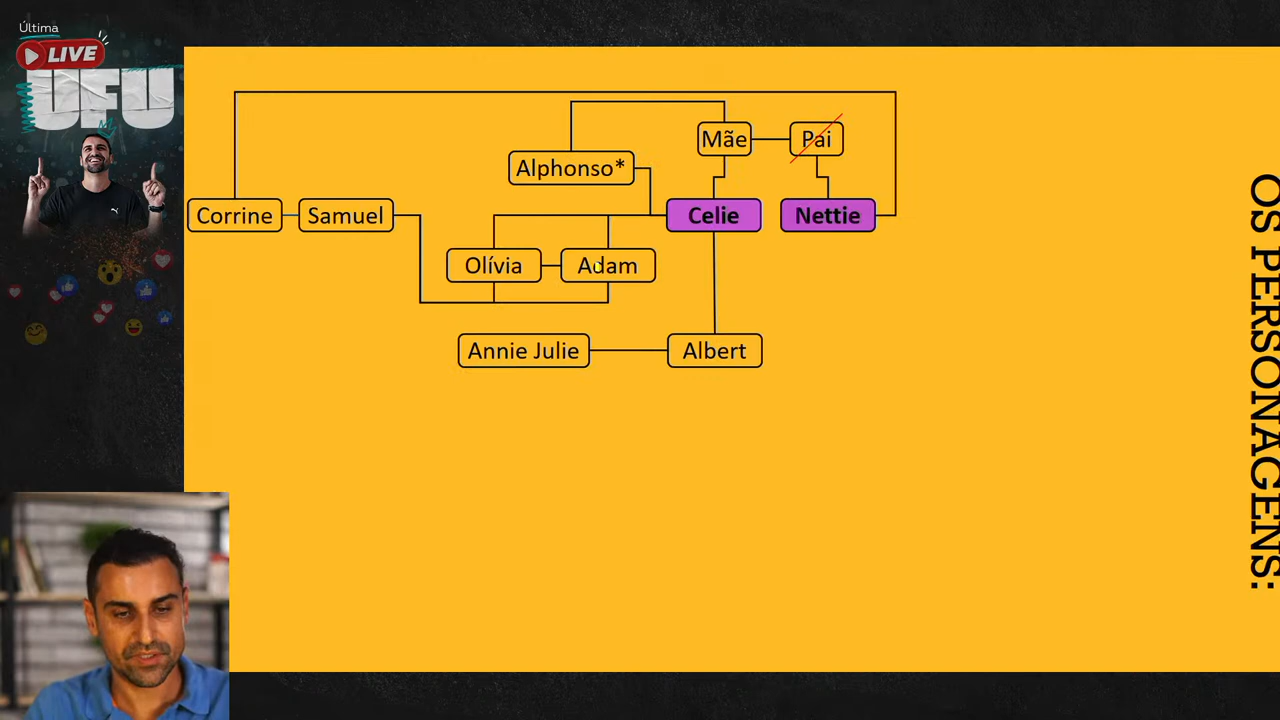 Última
LIVE
UFU
Mãe
Pai
Alphonso*
Corrine
Samuel
Celie
Nettie
Olívia
Adam
Annie Julie
Albert
OS PERSONAGENS: